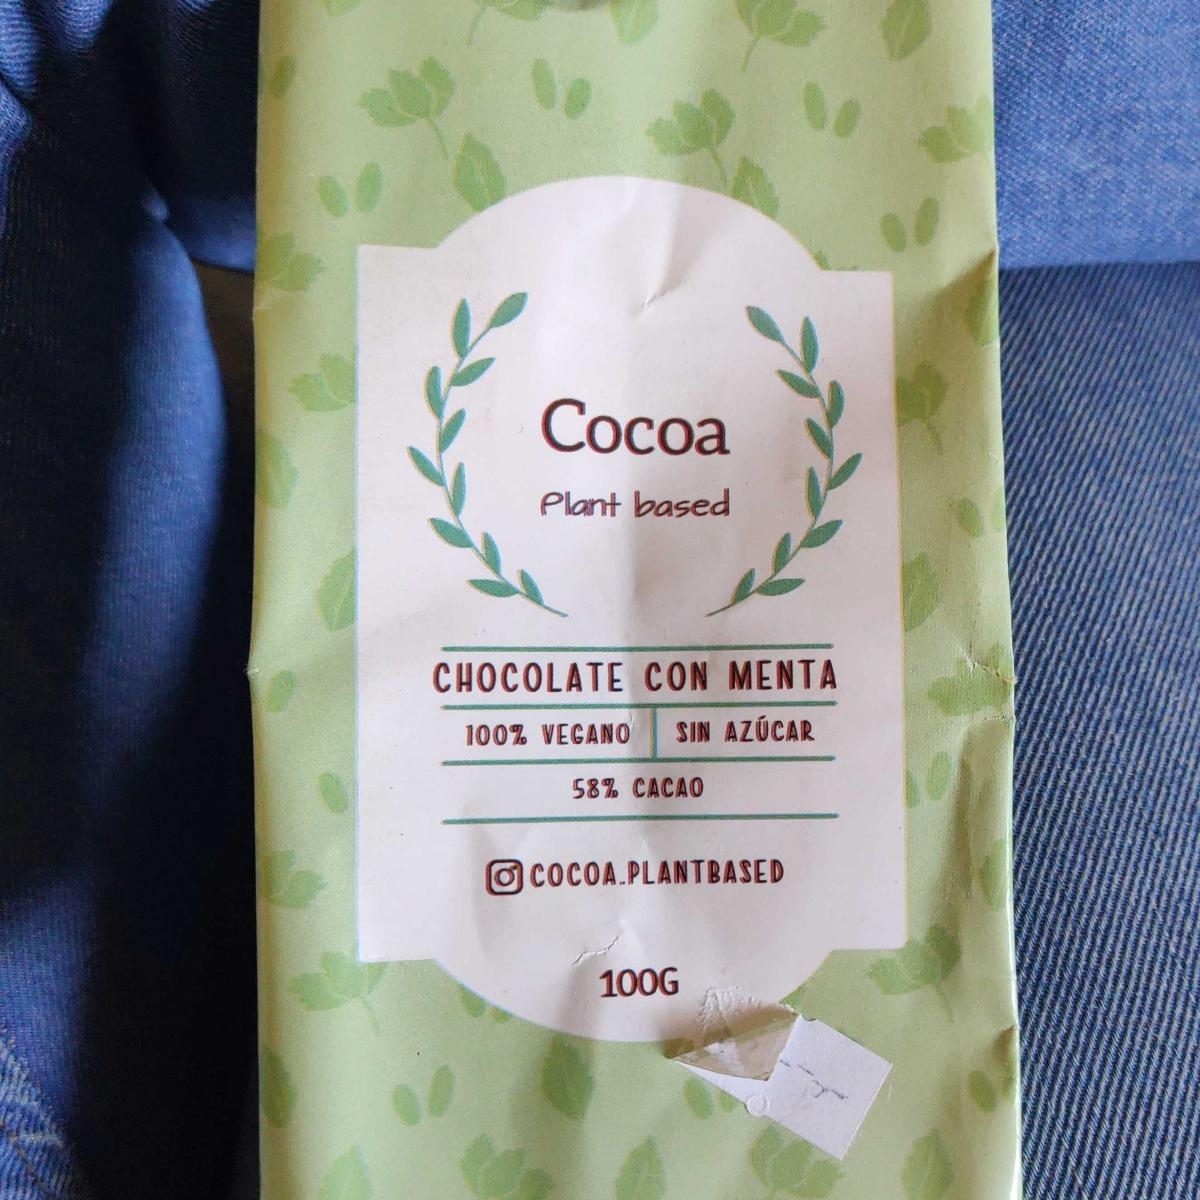 Cocoa
Plant based
CHOCOLATE CON MENTA
100% VEGANO SIN AZÚCAR
58% CACAO
COCOA.PLANTBASED
100G